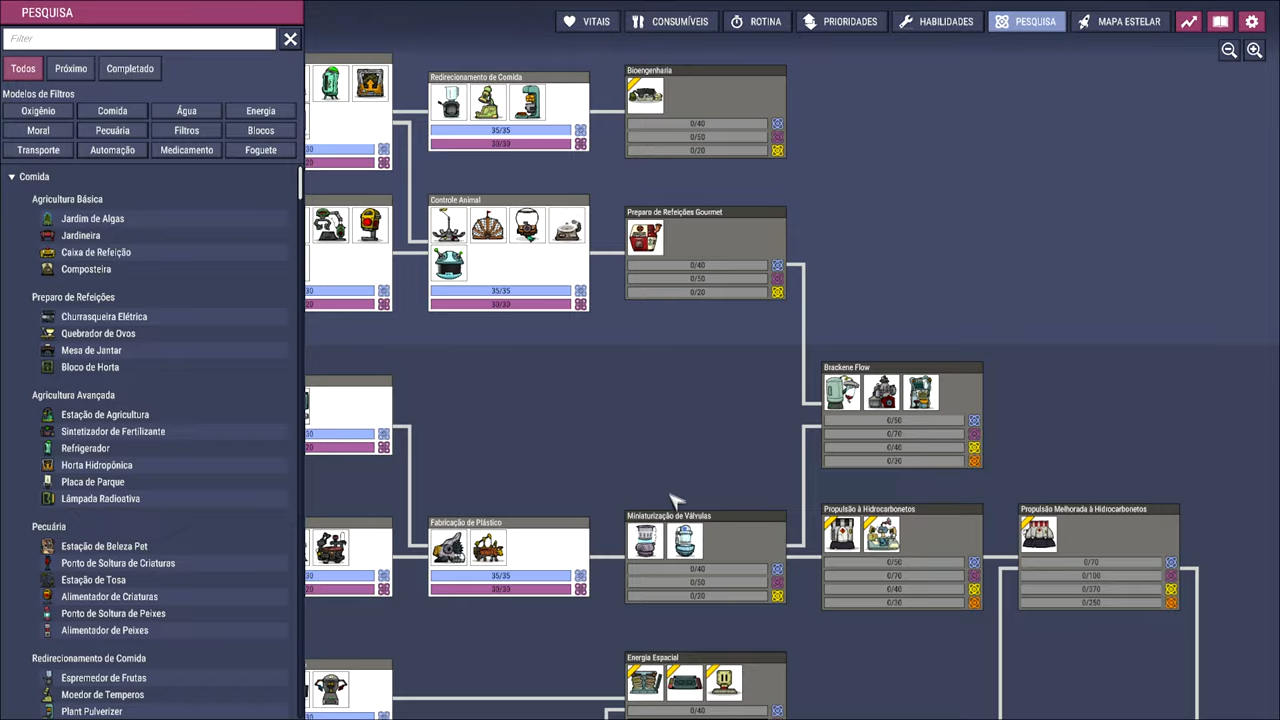 PESQUISA
VITAIS
CONSUMÍVEIS
ROTINA
PRIORIDADES
HABILIDADES
PESQUISA
MAPA ESTELAR
Filter
Todos
Próximo
Completado
Modelos de Filtros
Oxigênio
Comida
Água
Energia
Moral
Pecuária
Filtros
Blocos
Transporte
Automação
Medicamento
Foguete
Comida
Agricultura Básica
Jardim de Algas
Jardineira
Caixa de Refeição
Composteira
Preparo de Refeições
Churrasqueira Elétrica
Quebrador de Ovos
Mesa de Jantar
Bloco de Horta
Agricultura Avançada
Estação de Agricultura
Sintetizador de Fertilizante
Refrigerador
Horta Hidropônica
Placa de Parque
Lâmpada Radioativa
Pecuária
Estação de Beleza Pet
Ponto de Soltura de Criaturas
Estação de Tosa
Alimentador de Criaturas
Ponto de Soltura de Peixes
Alimentador de Peixes
Redirecionamento de Comida
Espremedor de Frutas
Moedor de Temperos
Plant Pulverizer
Redirecionamento de Comida
35/35
30/30
Bioengenharia
0/40
0/50
0/20
Controle Animal
35/35
30/30
Preparo de Refeições Gourmet
0/40
0/50
0/20
Brackene Flow
0/50
0/70
0/40
0/30
Fabricação de Plástico
35/35
30/30
Miniaturização de Válvulas
0/40
0/50
0/20
Propulsão à Hidrocarbonetos
0/50
0/70
0/40
0/30
Propulsão Melhorada à Hidrocarbonetos
0/70
0/100
0/370
0/250
Energia Espacial
0/40